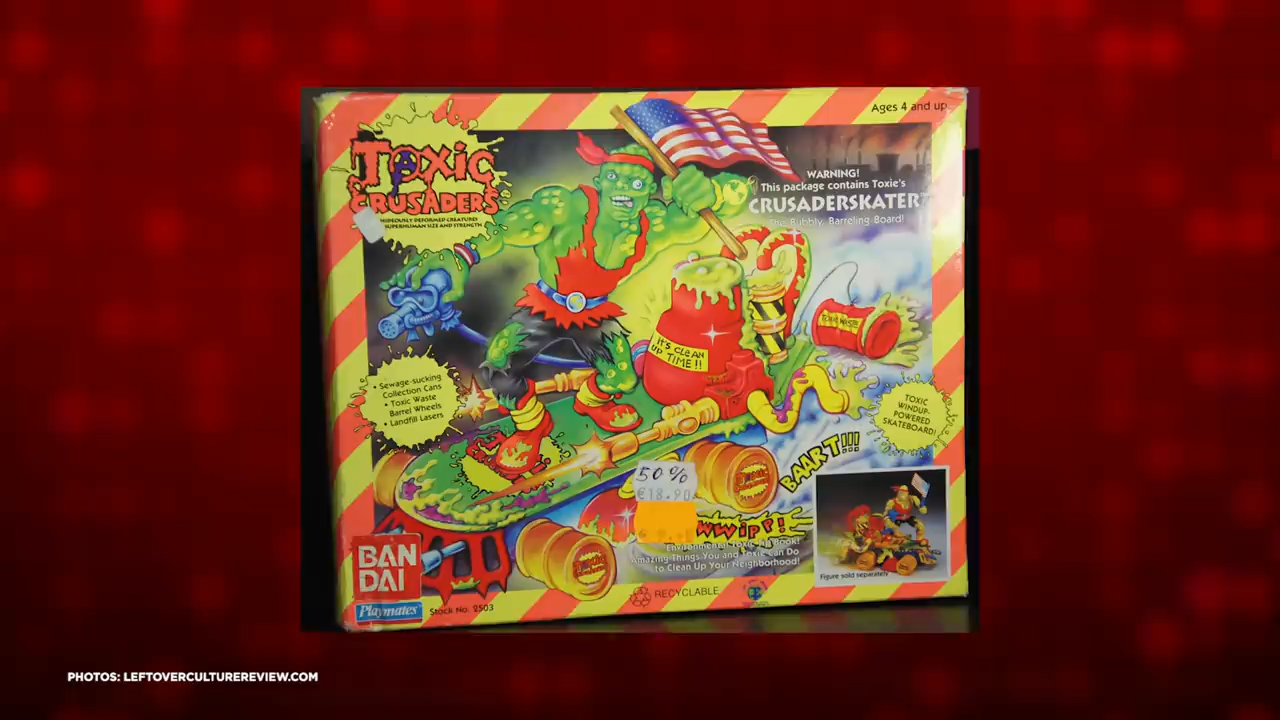 Ages 4 and up
TOXIC
CRUSADERS
HIDEOUSLY DEFORMED CREATURES
SUPERHUMAN SIZE AND STRENGTH
WARNING!
This package contains Toxie's
CRUSADERSKATER
The Bubbly, Barreling Board!
TOXIC WASTE
IT'S CLEAN
UP TIME!!
• Sewage-sucking
Collection Cans
• Toxic Waste
Barrel Wheels
• Landfill Lasers
TOXIC
WINDUP-
POWERED
SKATEBOARD!
BAART!!!
50%
€18.90
Environmental Toxic
Book!
Amazing Things You and Toxie Can Do
to Clean Up Your Neighborhood!
Figure sold separately
BAN
DAI
Playmates
Stock No. 2503
RECYCLABLE
PHOTOS: LEFTOVERCULTUREREVIEW.COM